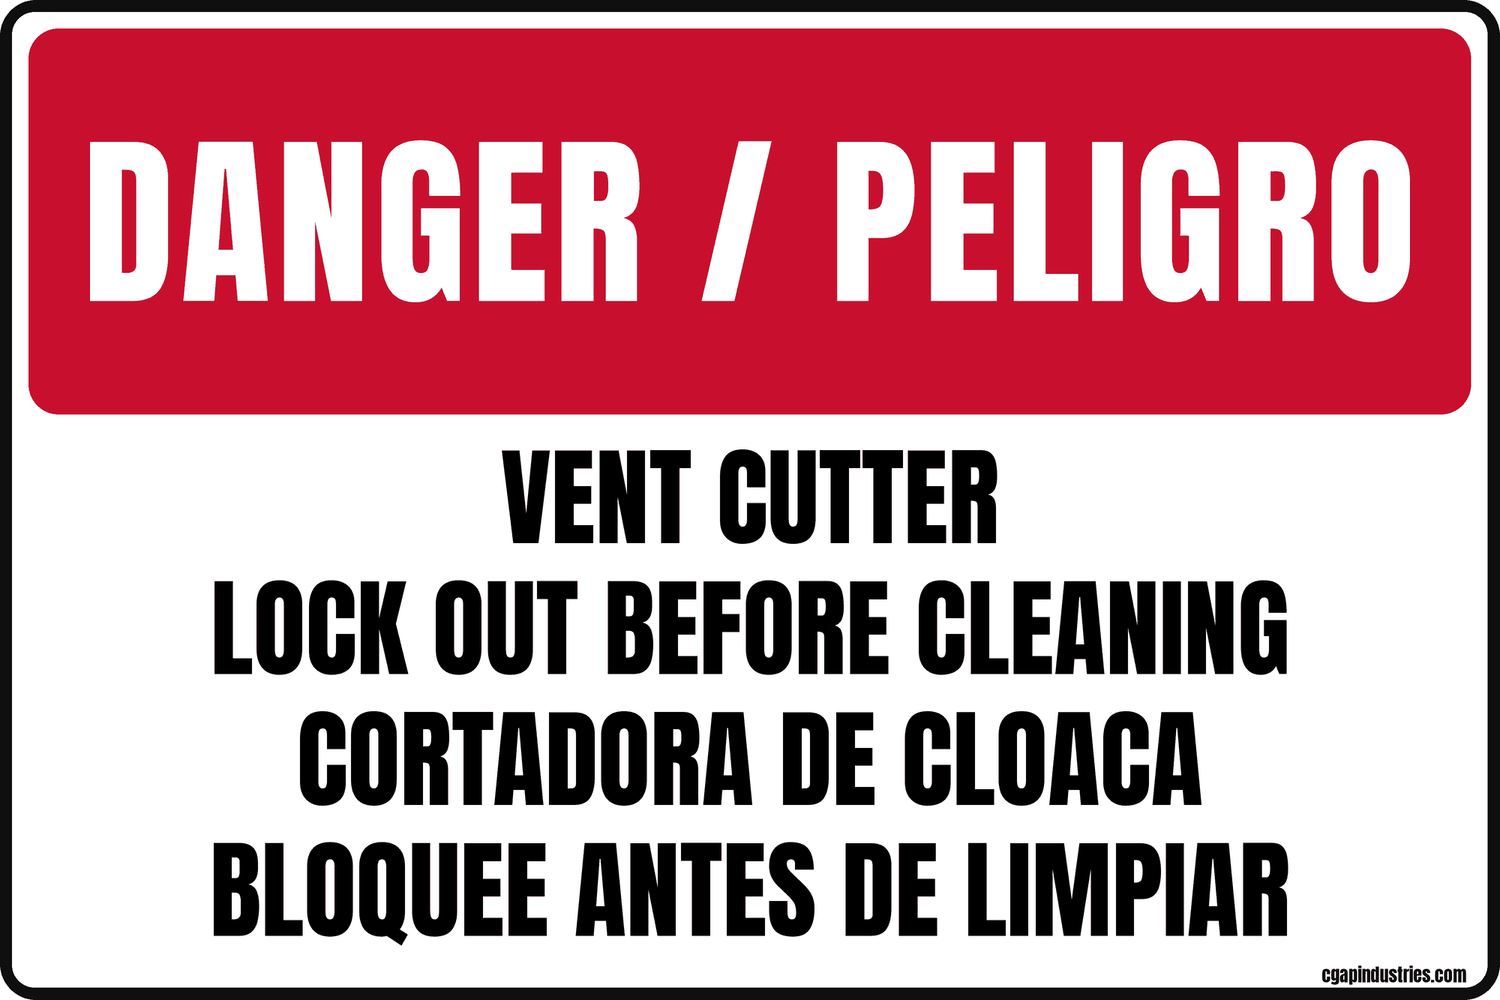 DANGER / PELIGRO
VENT CUTTER
LOCK OUT BEFORE CLEANING
CORTADORA DE CLOACA
BLOQUEE ANTES DE LIMPIAR
cgapindustries.com